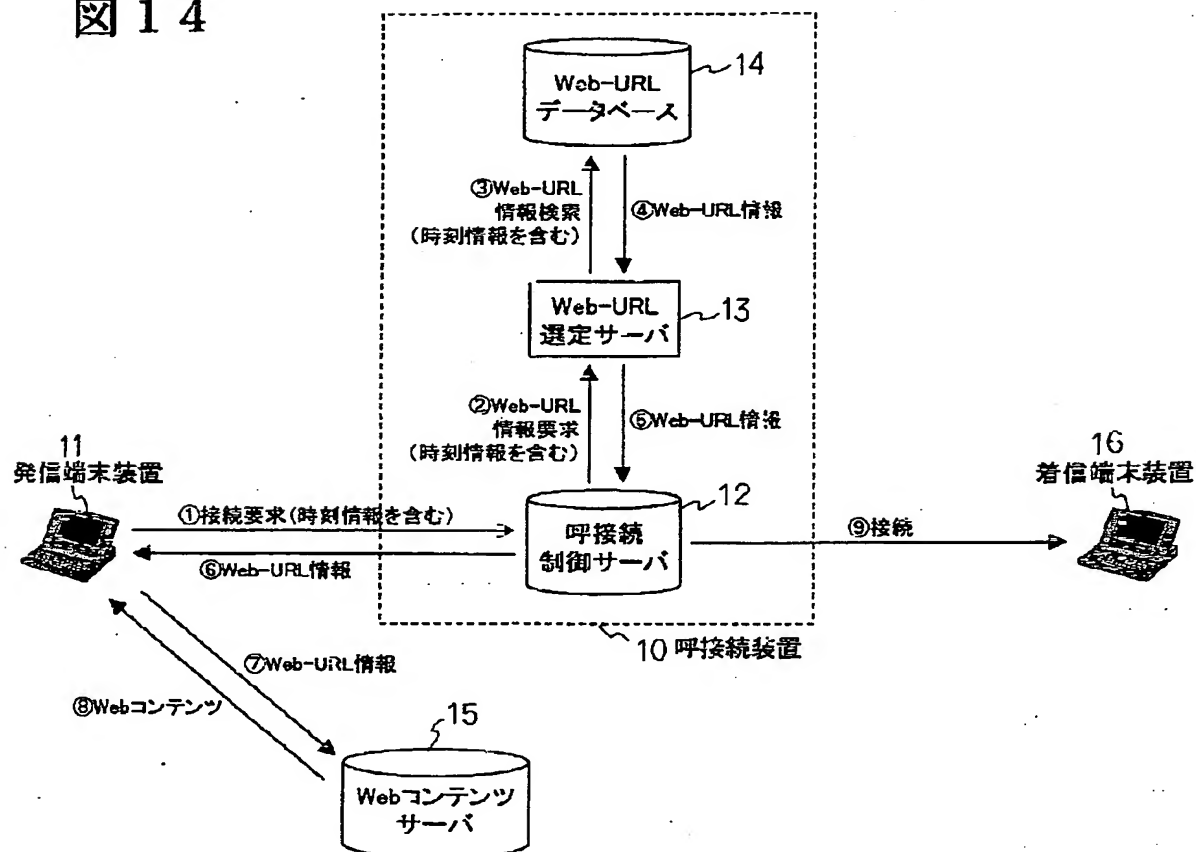 図14
14
Web-URL
データベース
③Web-URL
情報検索
(時刻情報を含む)
④Web-URL情報
Web-URL
選定サーバ
13
②Web-URL
情報要求
(時刻情報を含む)
⑤Web-URL情報
11
発信端末装置
12
16
着信端末装置
①接続要求(時刻情報を含む)
呼接続
制御サーバ
⑨接続
⑥Web-URL情報
10 呼接続装置
⑦Web-URL情報
⑧Webコンテンツ
15
Webコンテンツ
サーバ